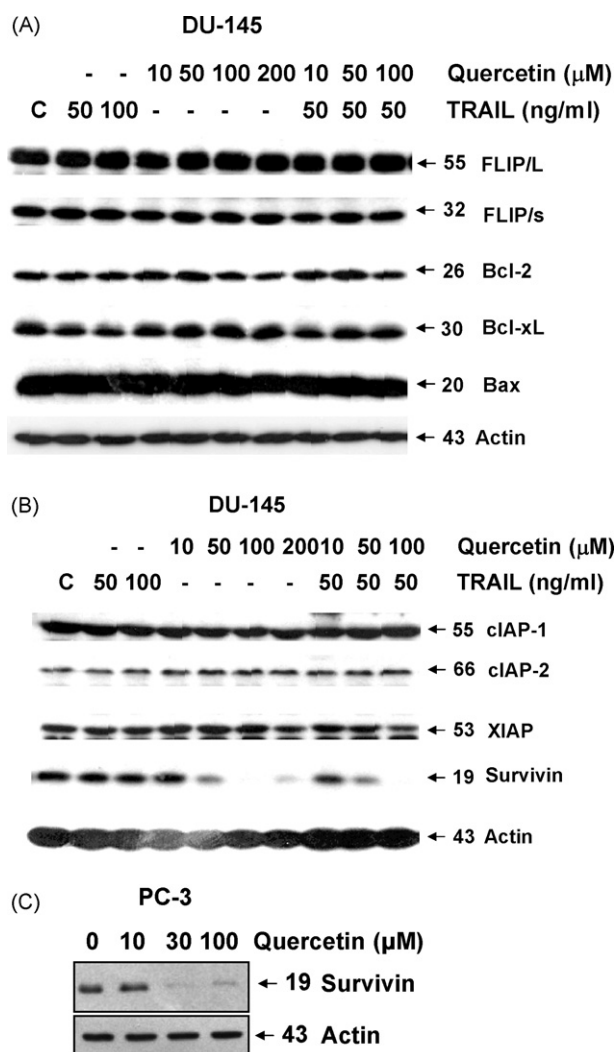 (A)
DU-145
- - 10 50 100 200 10 50 100 Quercetin (μM)
C 50 100 - - - - 50 50 50 TRAIL (ng/ml)
55 FLIP/L
32 FLIP/s
26 Bcl-2
30 Bcl-xL
20 Bax
43 Actin
(B)
DU-145
- - 10 50 100 200 10 50 100 Quercetin (μM)
C 50 100 - - - - 50 50 50 TRAIL (ng/ml)
55 cIAP-1
66 cIAP-2
53 XIAP
19 Survivin
43 Actin
(C)
PC-3
0 10 30 100 Quercetin (μM)
19 Survivin
43 Actin